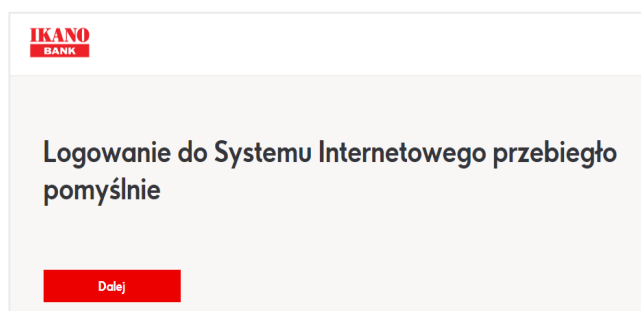 IKANO
BANK
Logowanie do Systemu Internetowego przebiegło
pomyślnie
Dalej